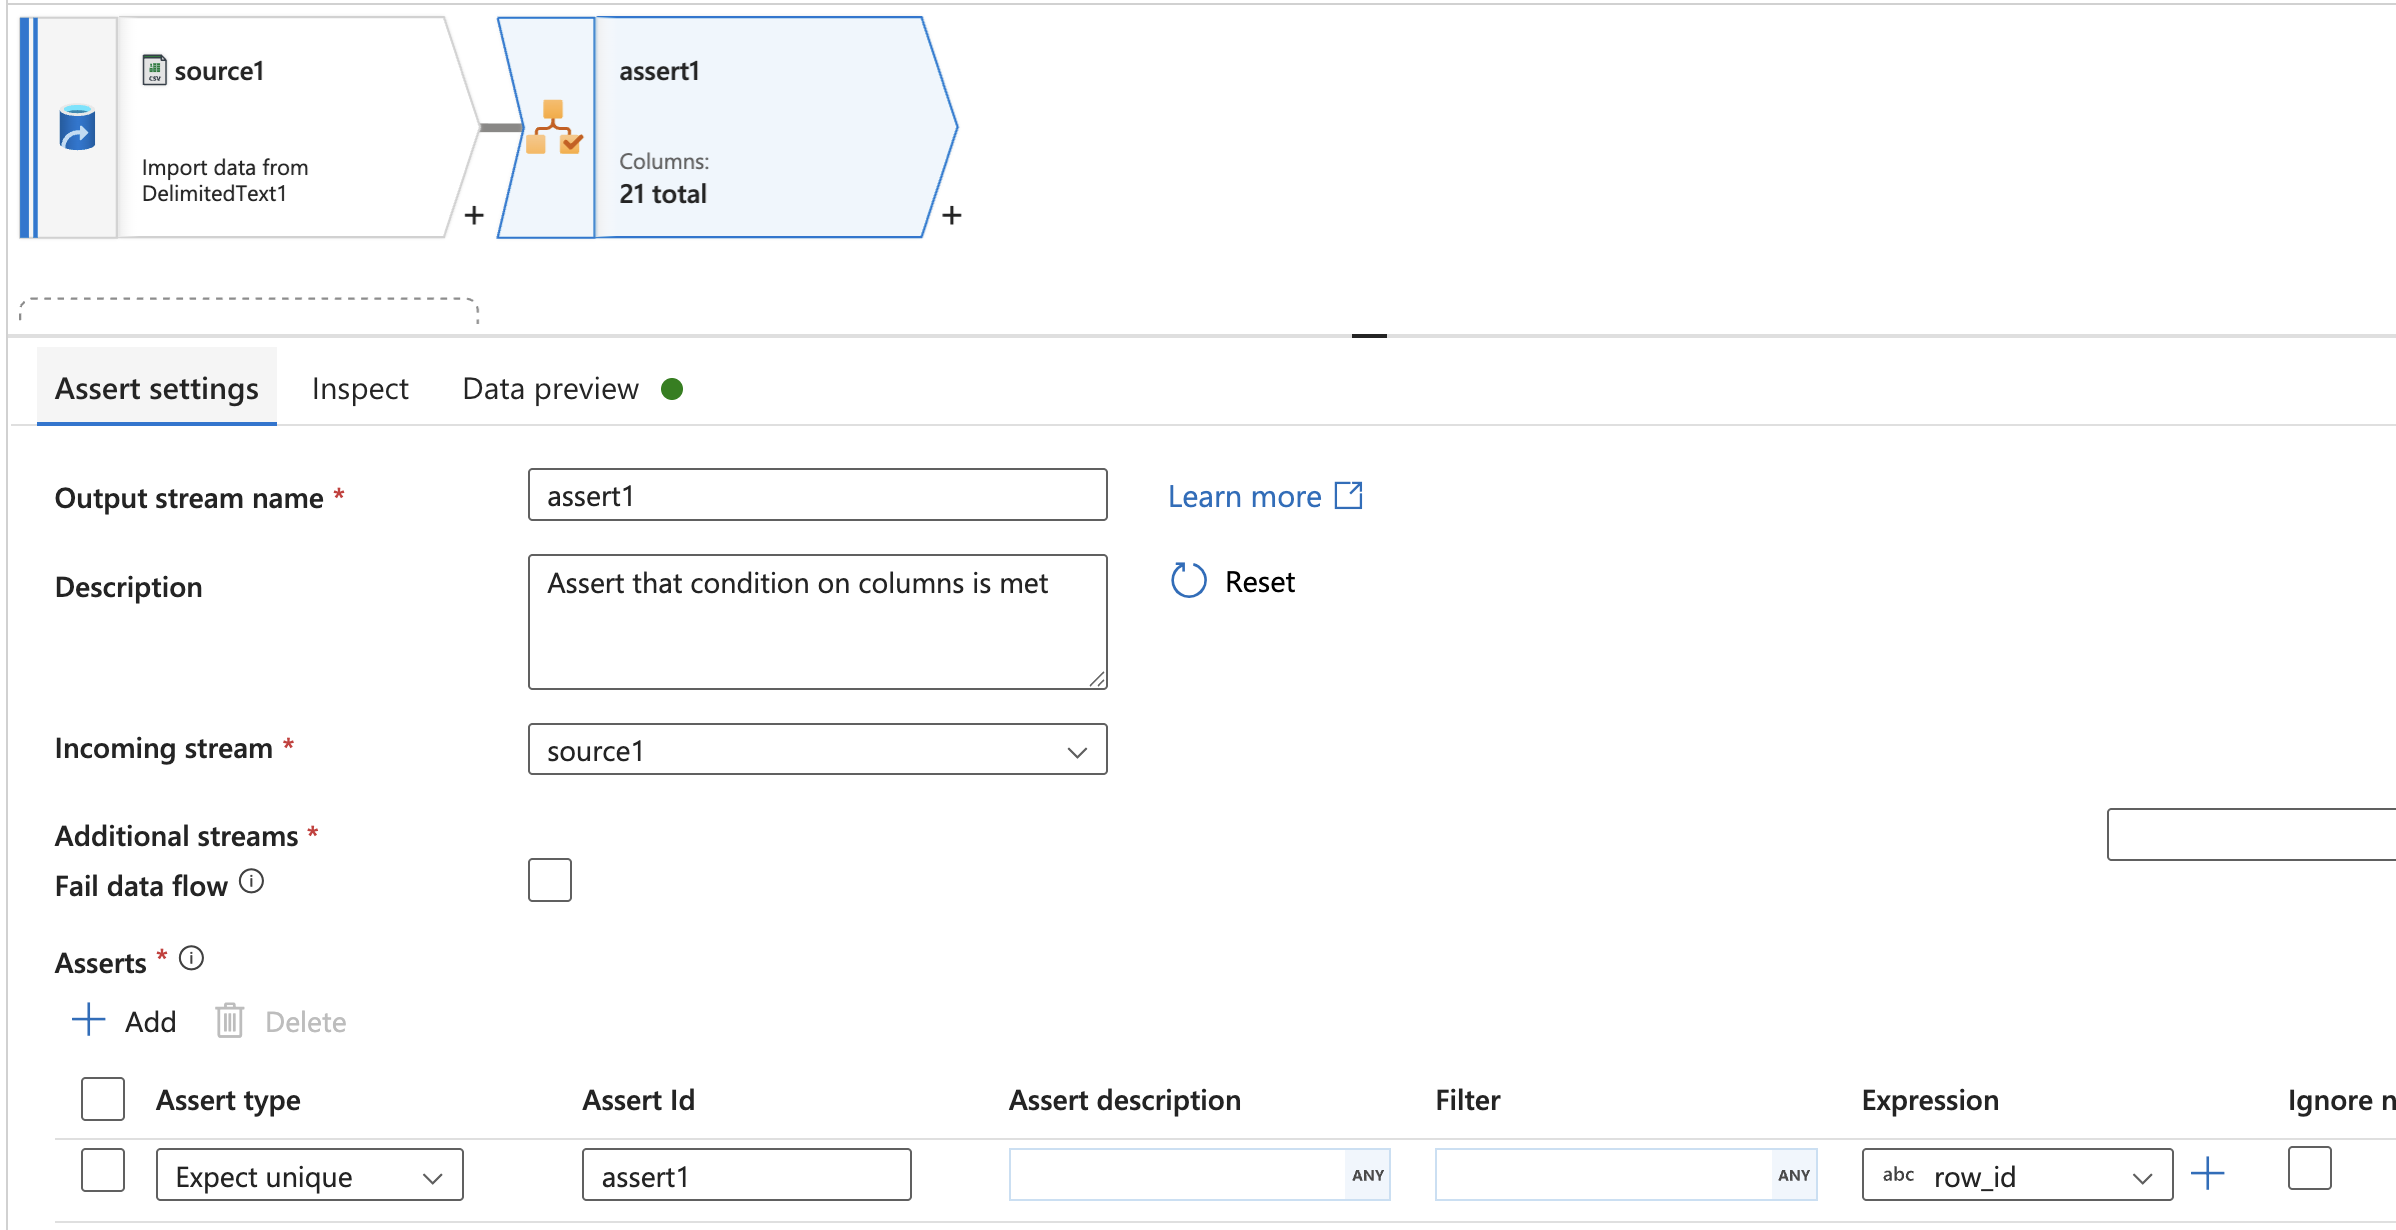 source1
Import data from
DelimitedText1
+
assert1
Columns:
21 total
+
Assert settings
Inspect
Data preview
Output stream name *
assert1
Learn more
Description
Assert that condition on columns is met
Reset
Incoming stream *
source1
Additional streams *
Fail data flow
Asserts *
Add
Delete
Assert type
Assert Id
Assert description
Filter
Expression
Ignore n
Expect unique
assert1
ANY
ANY
abc row_id